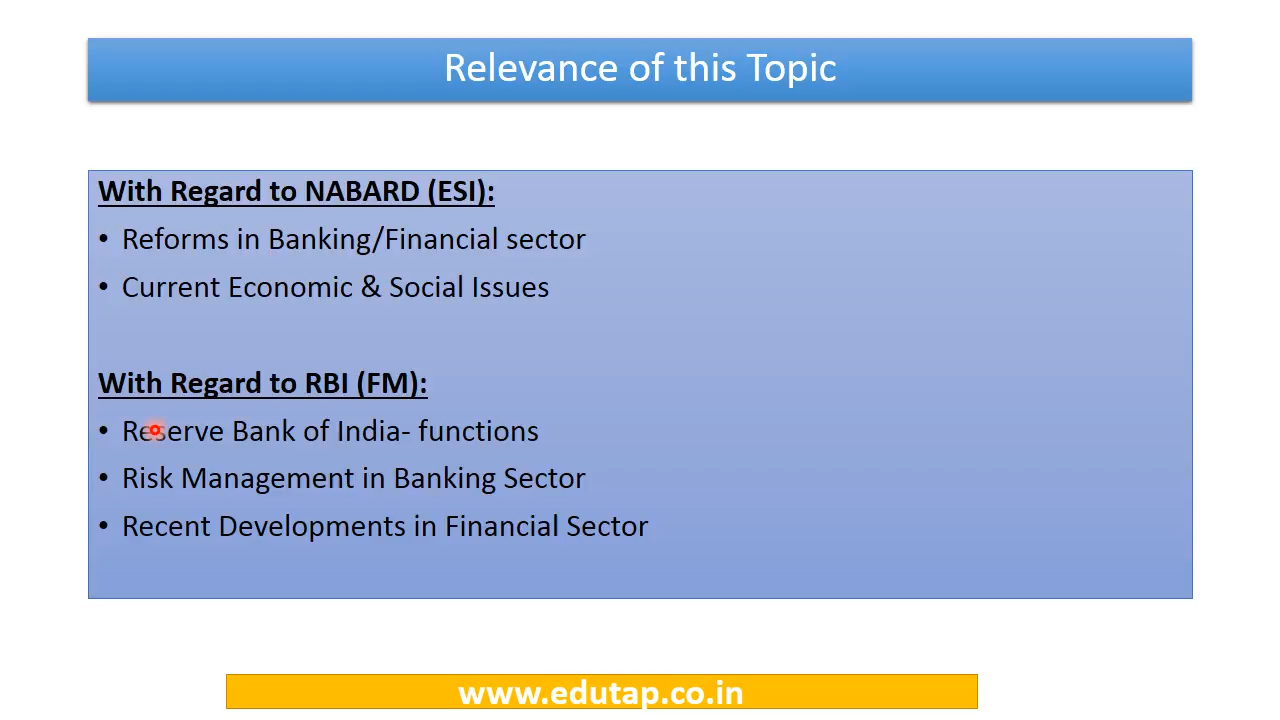 Relevance of this Topic
With Regard to NABARD (ESI):
• Reforms in Banking/Financial sector
• Current Economic & Social Issues
With Regard to RBI (FM):
• Reserve Bank of India- functions
• Risk Management in Banking Sector
• Recent Developments in Financial Sector
www.edutap.co.in